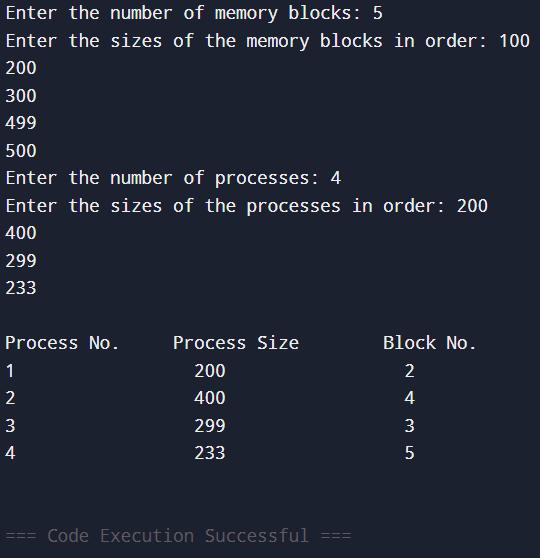 Enter the number of memory blocks: 5
Enter the sizes of the memory blocks in order: 100
200
300
499
500
Enter the number of processes: 4
Enter the sizes of the processes in order: 200
400
299
233
Process No. Process Size Block No.
1 200 2
2 400 4
3 299 3
4 233 5
=== Code Execution Successful ===